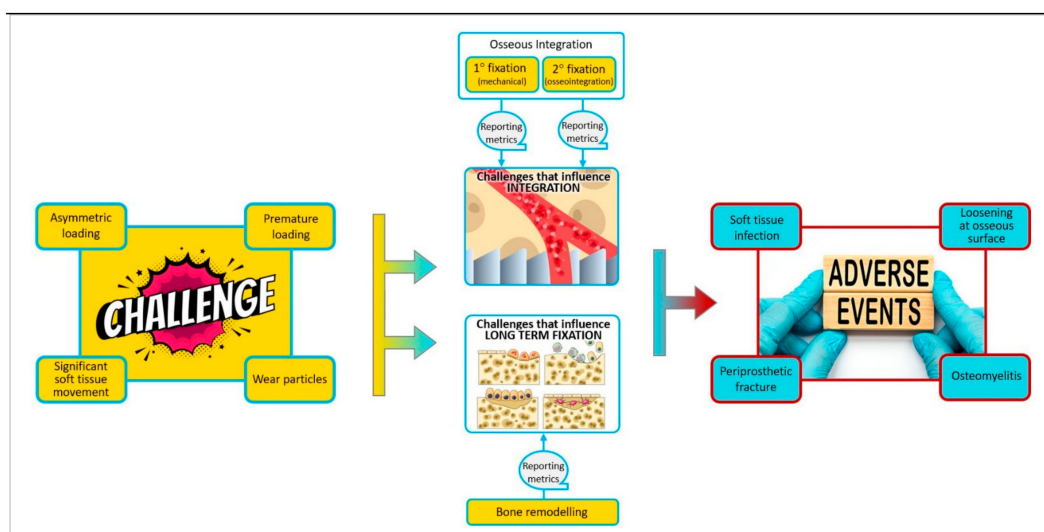 Osseous Integration
1° fixation
(mechanical)
2° fixation
(osseointegration)
Reporting
metrics
Reporting
metrics
Challenges that influence
INTEGRATION
Asymmetric
loading
Premature
loading
CHALLENGE
Significant
soft tissue
movement
Wear particles
Challenges that influence
LONG TERM FIXATION
Reporting
metrics
Bone remodelling
Soft tissue
infection
Loosening
at osseous
surface
ADVERSE
EVENTS
Periprosthetic
fracture
Osteomyelitis